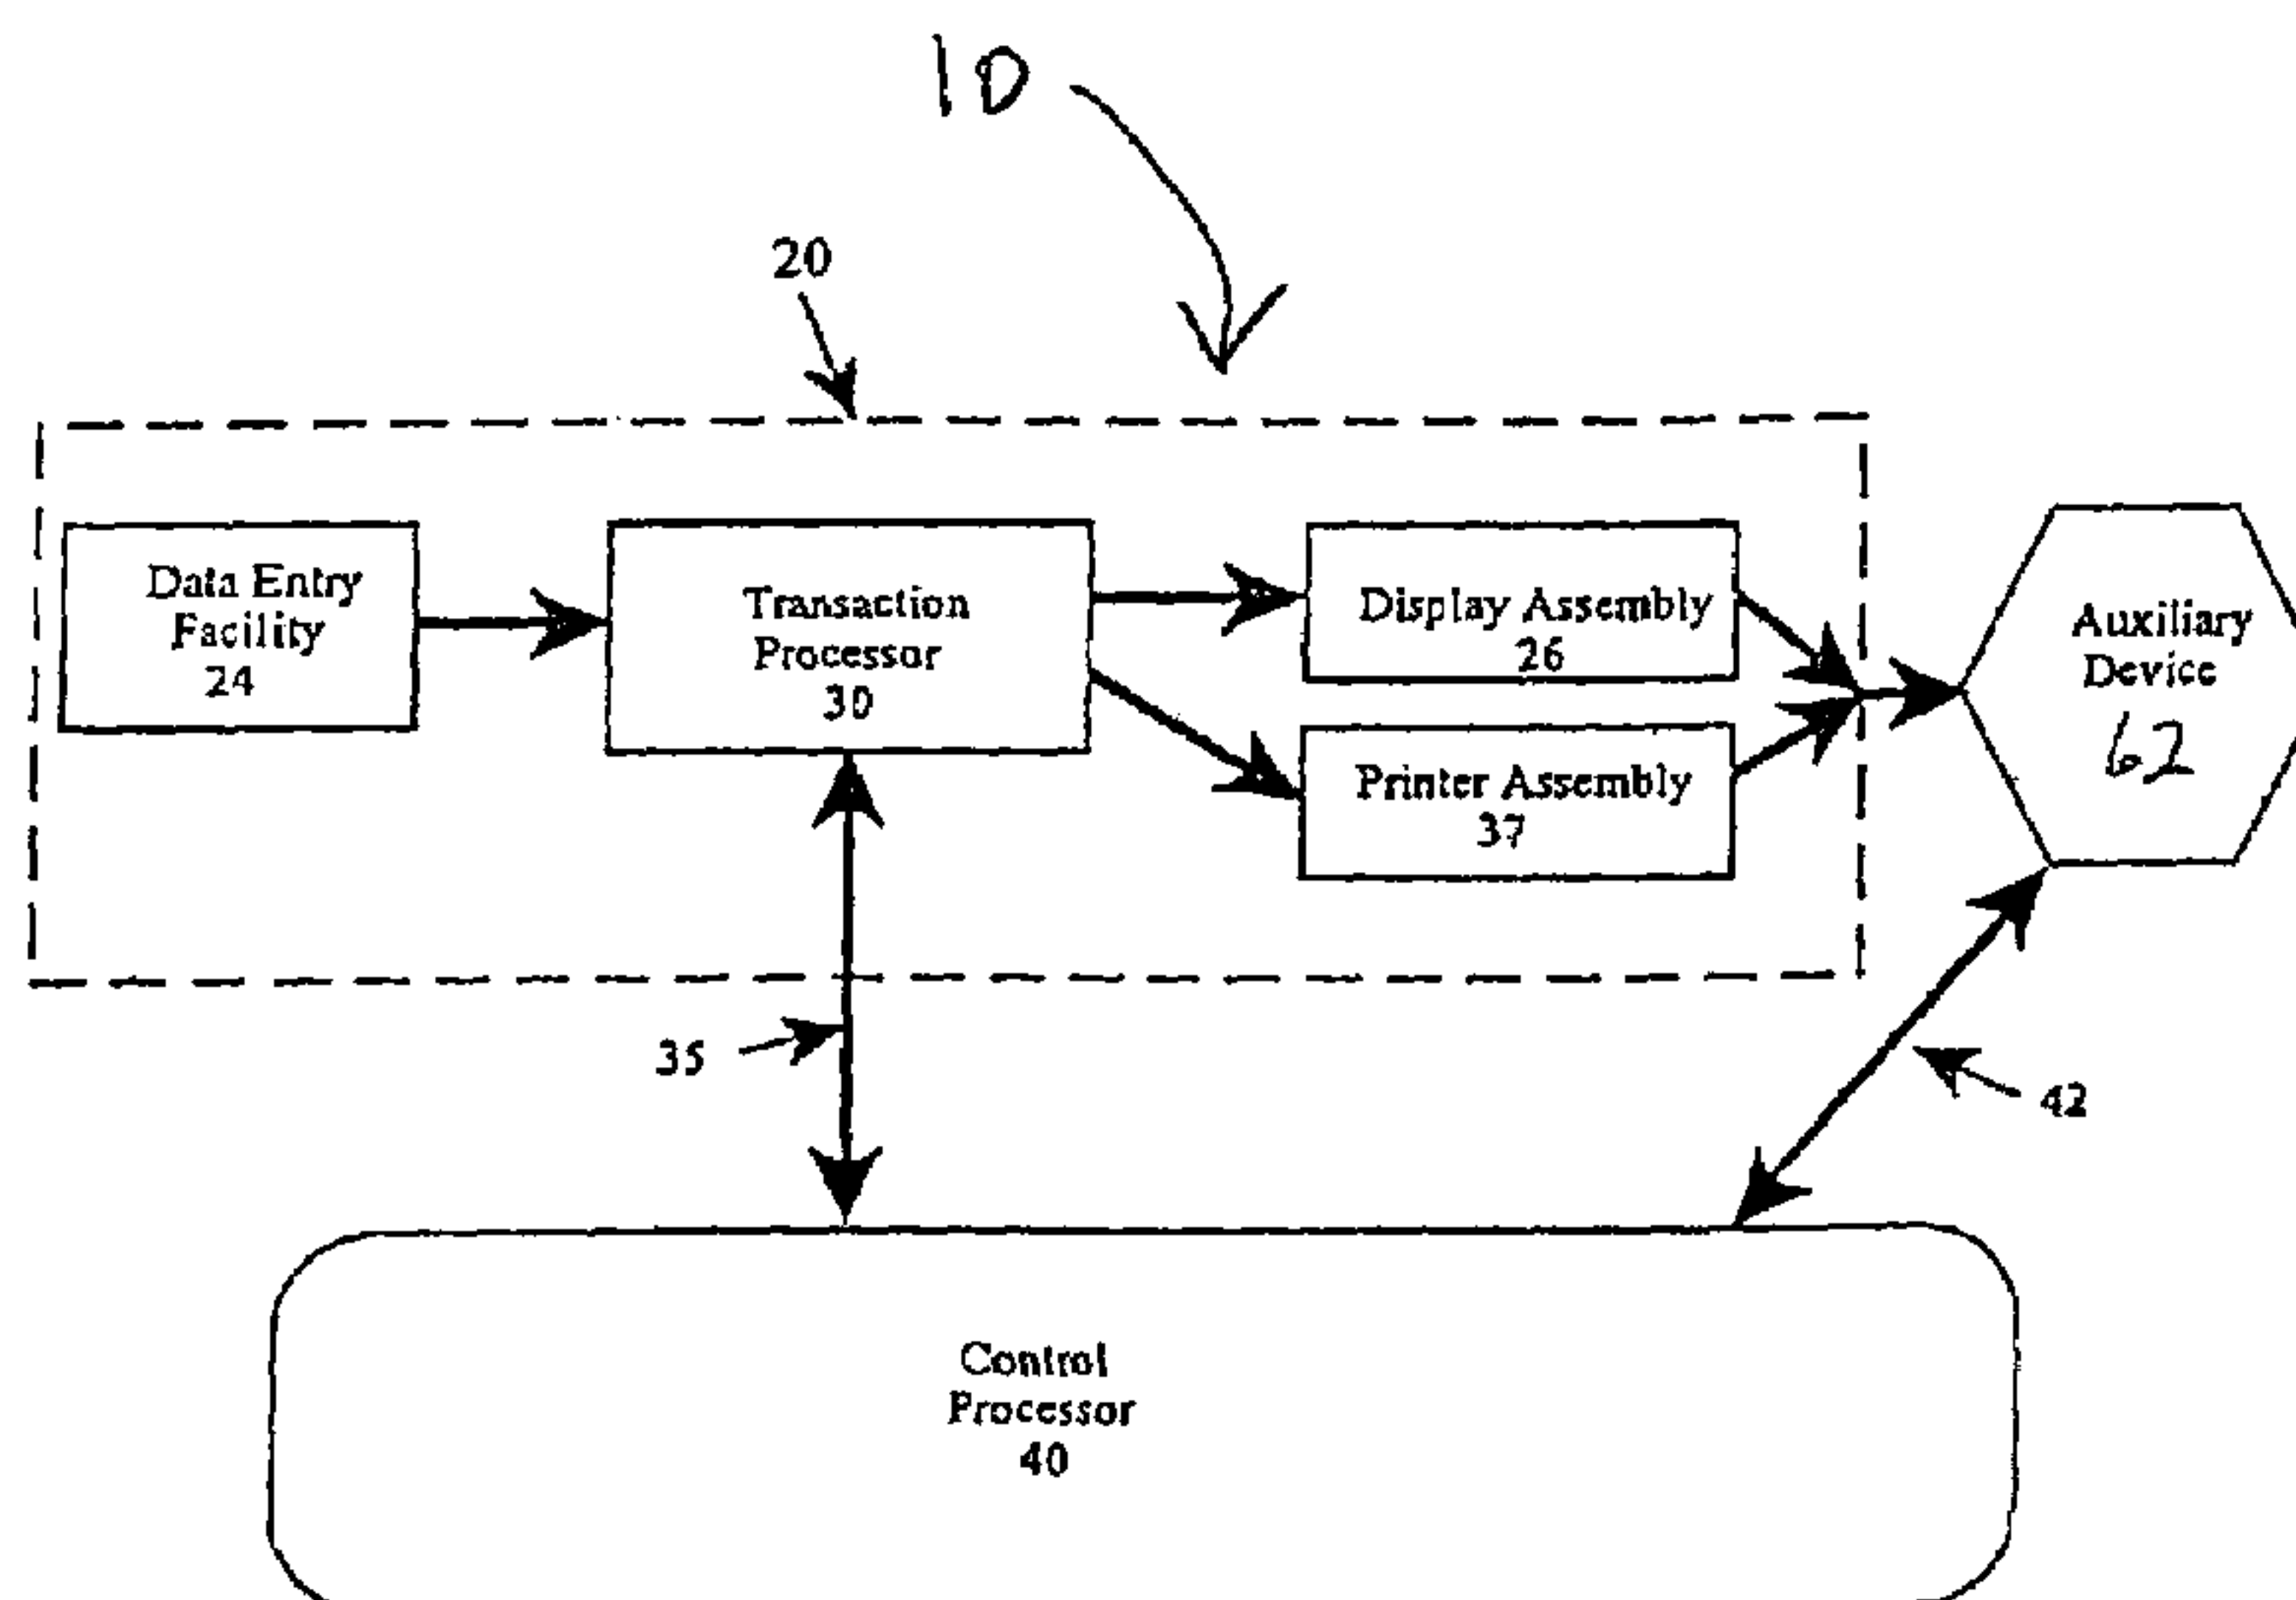 10
20
Data Entry
Facility
24
Transaction
Processor
30
Display Assembly
26
Printer Assembly
37
Auxiliary
Device
62
35
42
Control
Processor
40